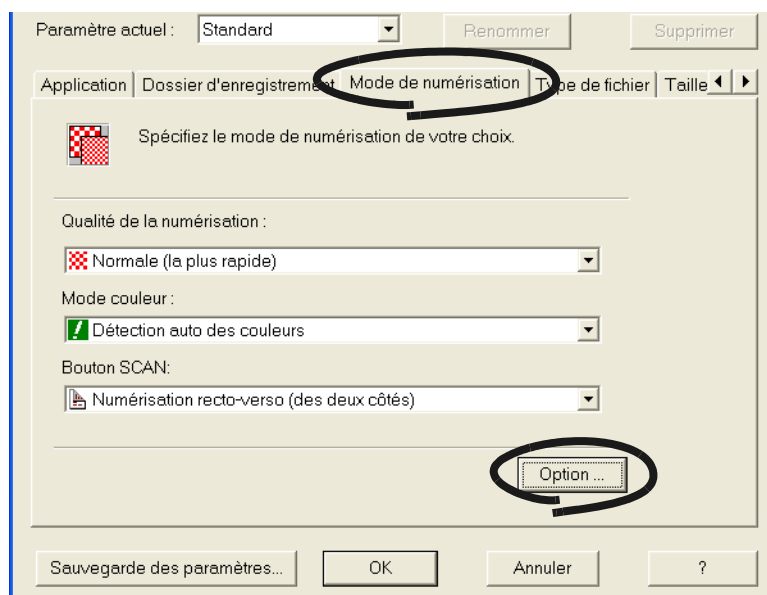 Paramètre actuel : Standard Renommer Supprimer
Application Dossier d'enregistrement Mode de numérisation Type de fichier Taille
Spécifiez le mode de numérisation de votre choix.
Qualité de la numérisation :
Normale (la plus rapide)
Mode couleur :
Détection auto des couleurs
Bouton SCAN:
Numérisation recto-verso (des deux côtés)
Option ...
Sauvegarde des paramètres... OK Annuler ?